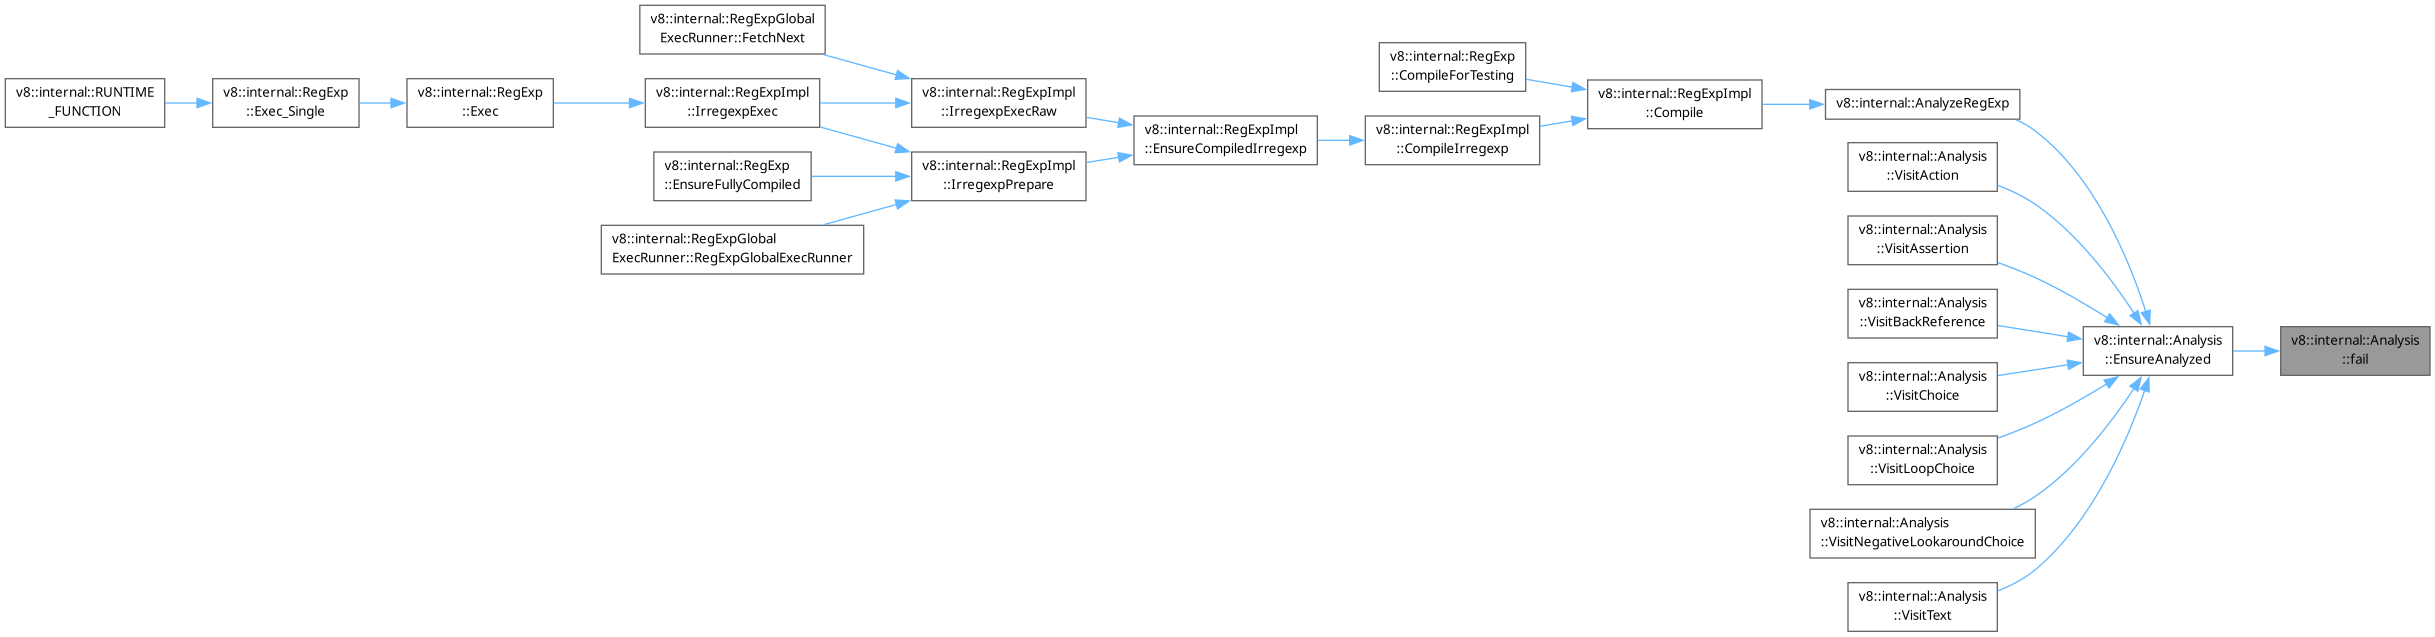 v8::internal::RUNTIME
_FUNCTION
v8::internal::RegExp
::Exec_Single
v8::internal::RegExp
::Exec
v8::internal::RegExpGlobal
ExecRunner::FetchNext
v8::internal::RegExpImpl
::IrregexpExec
v8::internal::RegExp
::EnsureFullyCompiled
v8::internal::RegExpGlobal
ExecRunner::RegExpGlobalExecRunner
v8::internal::RegExpImpl
::IrregexpExecRaw
v8::internal::RegExpImpl
::IrregexpPrepare
v8::internal::RegExpImpl
::EnsureCompiledIrregexp
v8::internal::RegExp
::CompileForTesting
v8::internal::RegExpImpl
::CompileIrregexp
v8::internal::RegExpImpl
::Compile
v8::internal::AnalyzeRegExp
v8::internal::Analysis
::VisitAction
v8::internal::Analysis
::VisitAssertion
v8::internal::Analysis
::VisitBackReference
v8::internal::Analysis
::VisitChoice
v8::internal::Analysis
::VisitLoopChoice
v8::internal::Analysis
::VisitNegativeLookaroundChoice
v8::internal::Analysis
::VisitText
v8::internal::Analysis
::EnsureAnalyzed
v8::internal::Analysis
::fail